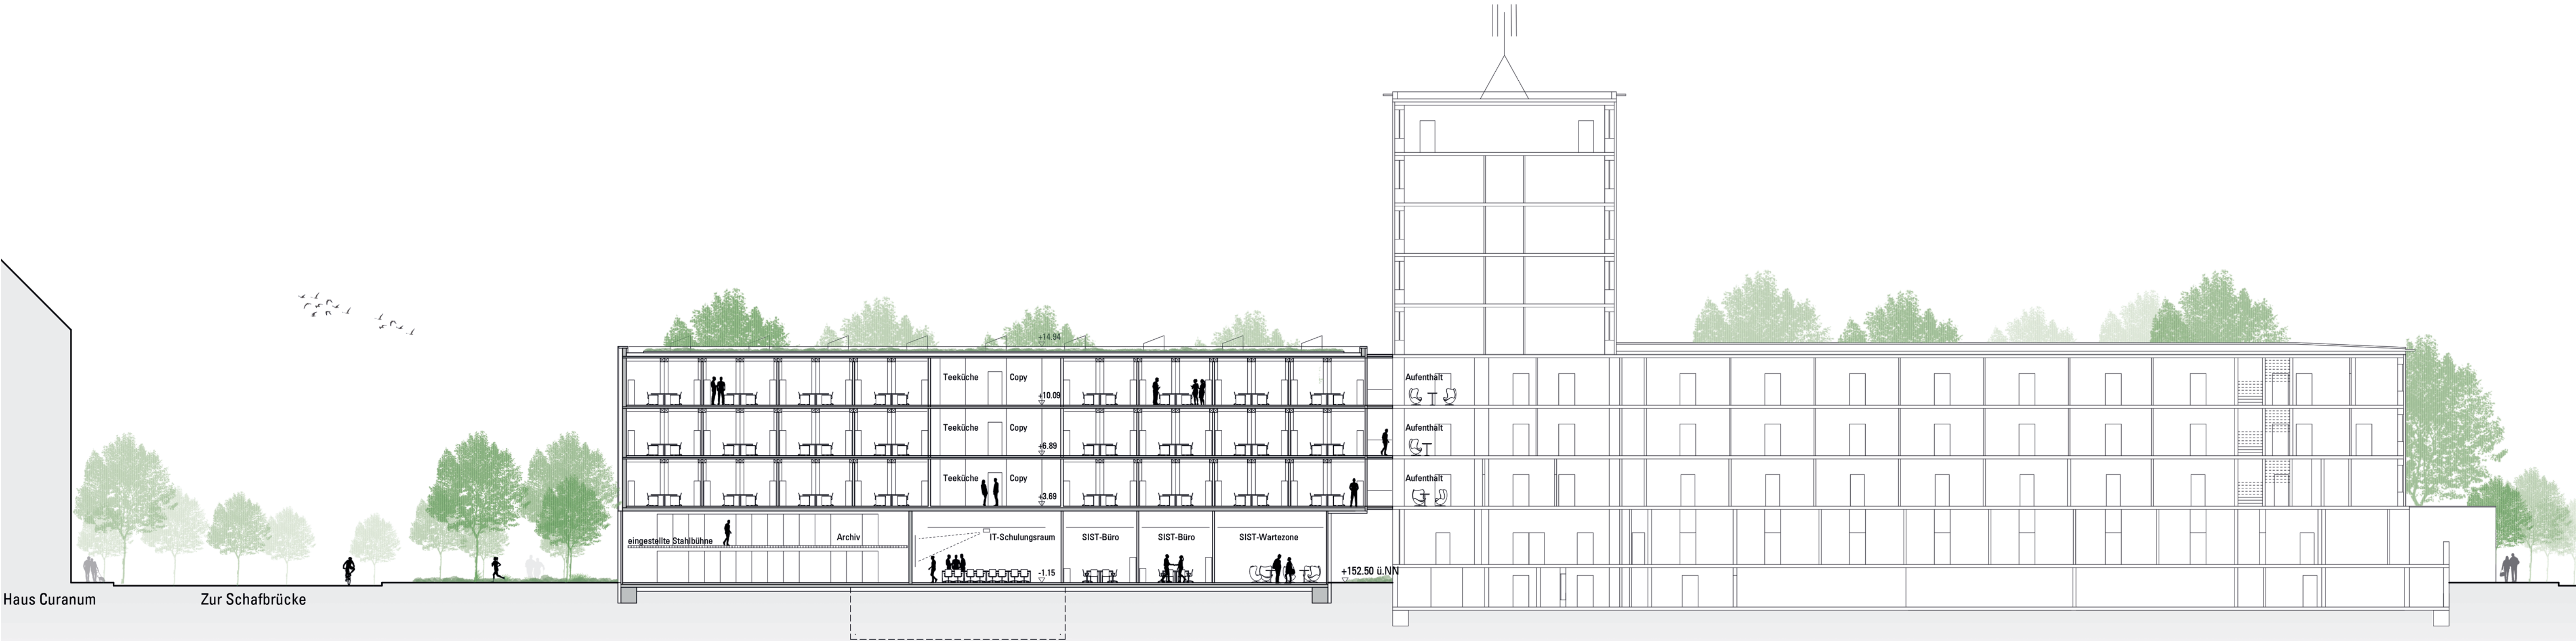 +14.94
Teeküche Copy Aufenthalt
+10.09
Teeküche Copy Aufenthalt
+6.89
Teeküche Copy Aufenthalt
+3.69
eingestellte Stahlbühne Archiv IT-Schulungsraum SIST-Büro SIST-Büro SIST-Wartezone
-1.15
+152.50 ü.NN
Haus Curanum Zur Schafbrücke